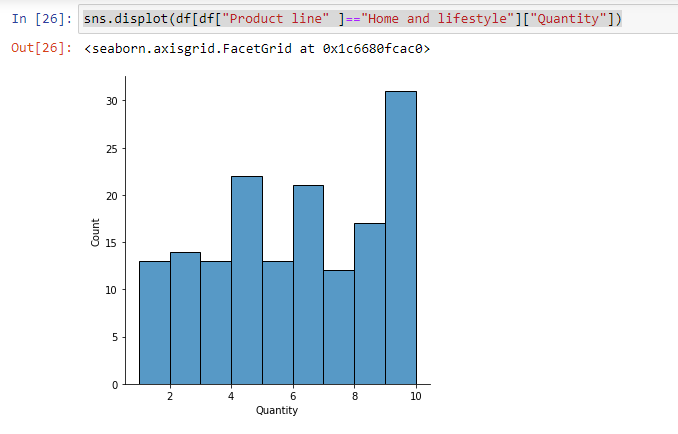 In [26]: sns.displot(df[df["Product line" ]=="Home and lifestyle"]["Quantity"])
Out[26]: <seaborn.axisgrid.FacetGrid at 0x1c6680fcac0>
30
25
20
15
10
5
0
Count
2 4 6 8 10
Quantity